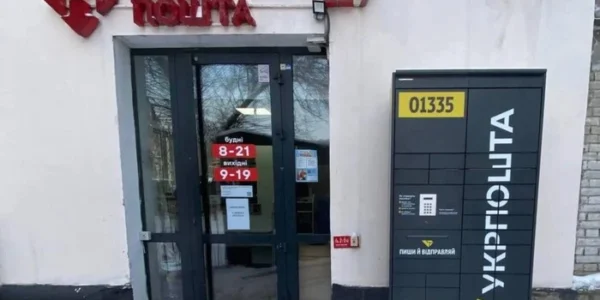 ПОШТА
будні
8-21
вихідні
9-19
01335
УКРПОШТА
ПИШИ Й ВІДПРАВЛЯЙ